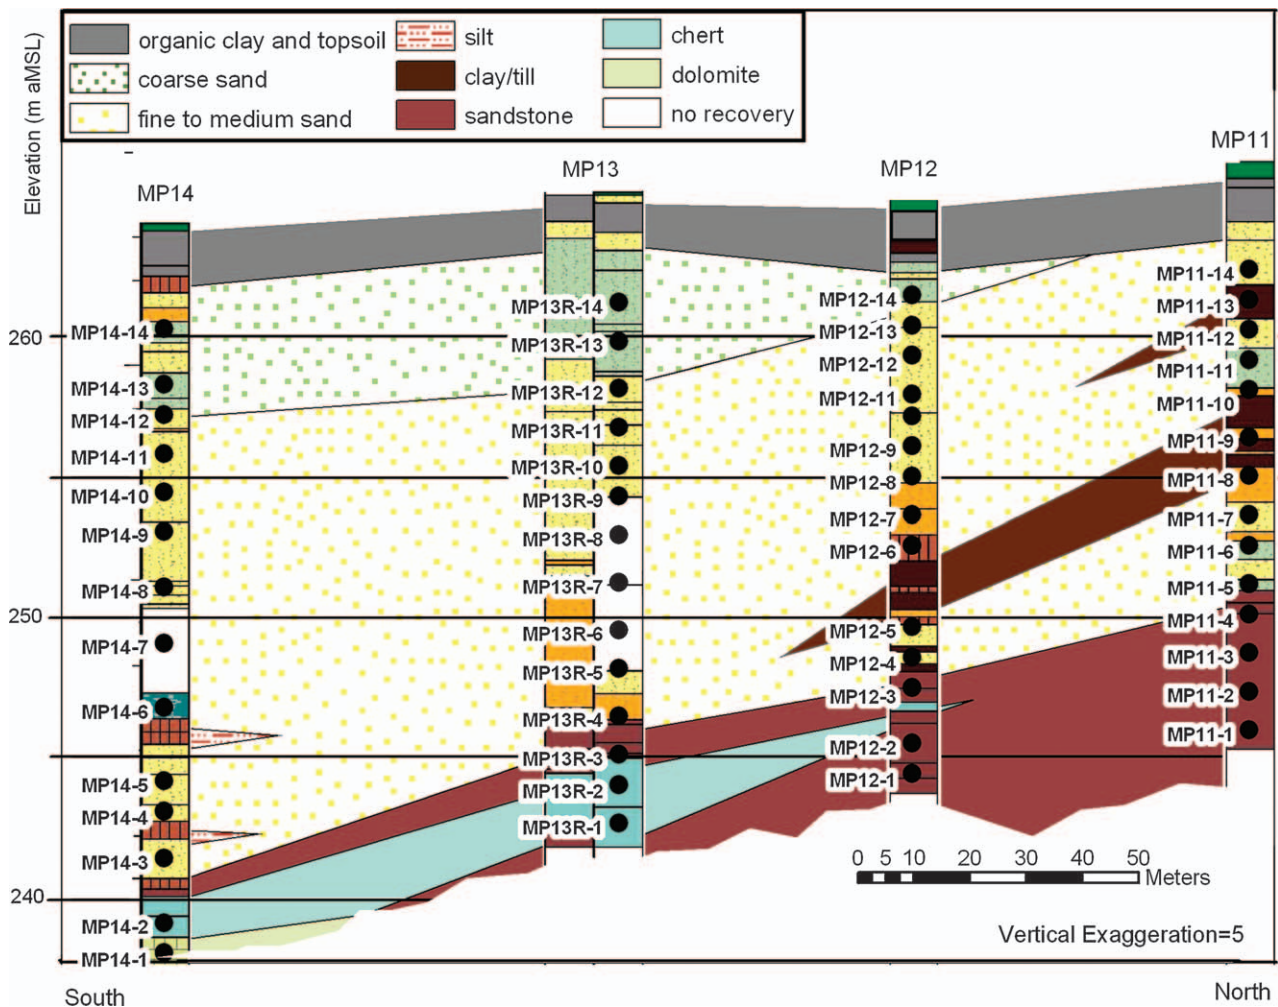 organic clay and topsoil
silt
chert
coarse sand
clay/till
dolomite
fine to medium sand
sandstone
no recovery
Elevation (m aMSL)
260
250
240
MP14
MP14-14
MP14-13
MP14-12
MP14-11
MP14-10
MP14-9
MP14-8
MP14-7
MP14-6
MP14-5
MP14-4
MP14-3
MP14-2
MP14-1
MP13
MP13R-14
MP13R-13
MP13R-12
MP13R-11
MP13R-10
MP13R-9
MP13R-8
MP13R-7
MP13R-6
MP13R-5
MP13R-4
MP13R-3
MP13R-2
MP13R-1
MP12
MP12-14
MP12-13
MP12-12
MP12-11
MP12-9
MP12-8
MP12-7
MP12-6
MP12-5
MP12-4
MP12-3
MP12-2
MP12-1
MP11
MP11-14
MP11-13
MP11-12
MP11-11
MP11-10
MP11-9
MP11-8
MP11-7
MP11-6
MP11-5
MP11-4
MP11-3
MP11-2
MP11-1
0 5 10 20 30 40 50
Meters
Vertical Exaggeration=5
South
North